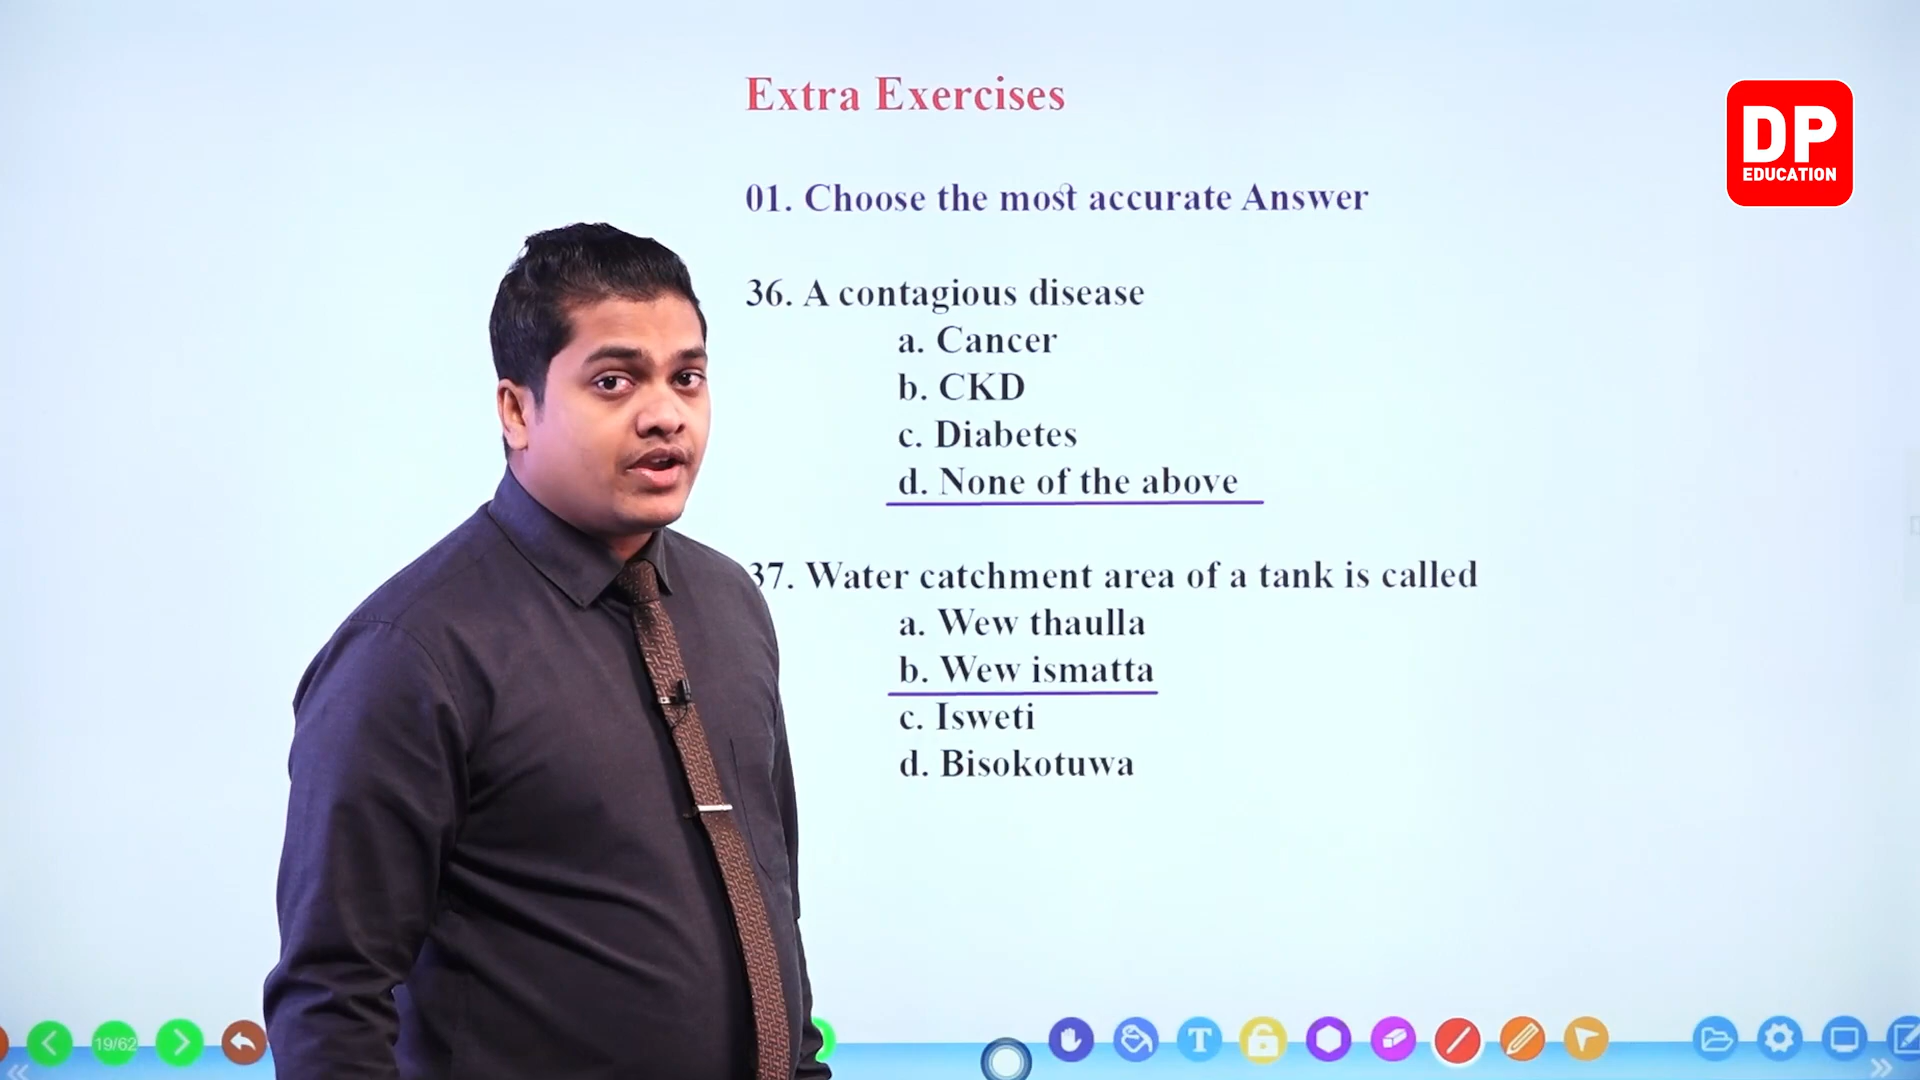 Extra Exercises
DP
EDUCATION
01. Choose the most accurate Answer
36. A contagious disease
a. Cancer
b. CKD
c. Diabetes
d. None of the above
37. Water catchment area of a tank is called
a. Wew thaulla
b. Wew ismatta
c. Isweti
d. Bisokotuwa
19/62
T